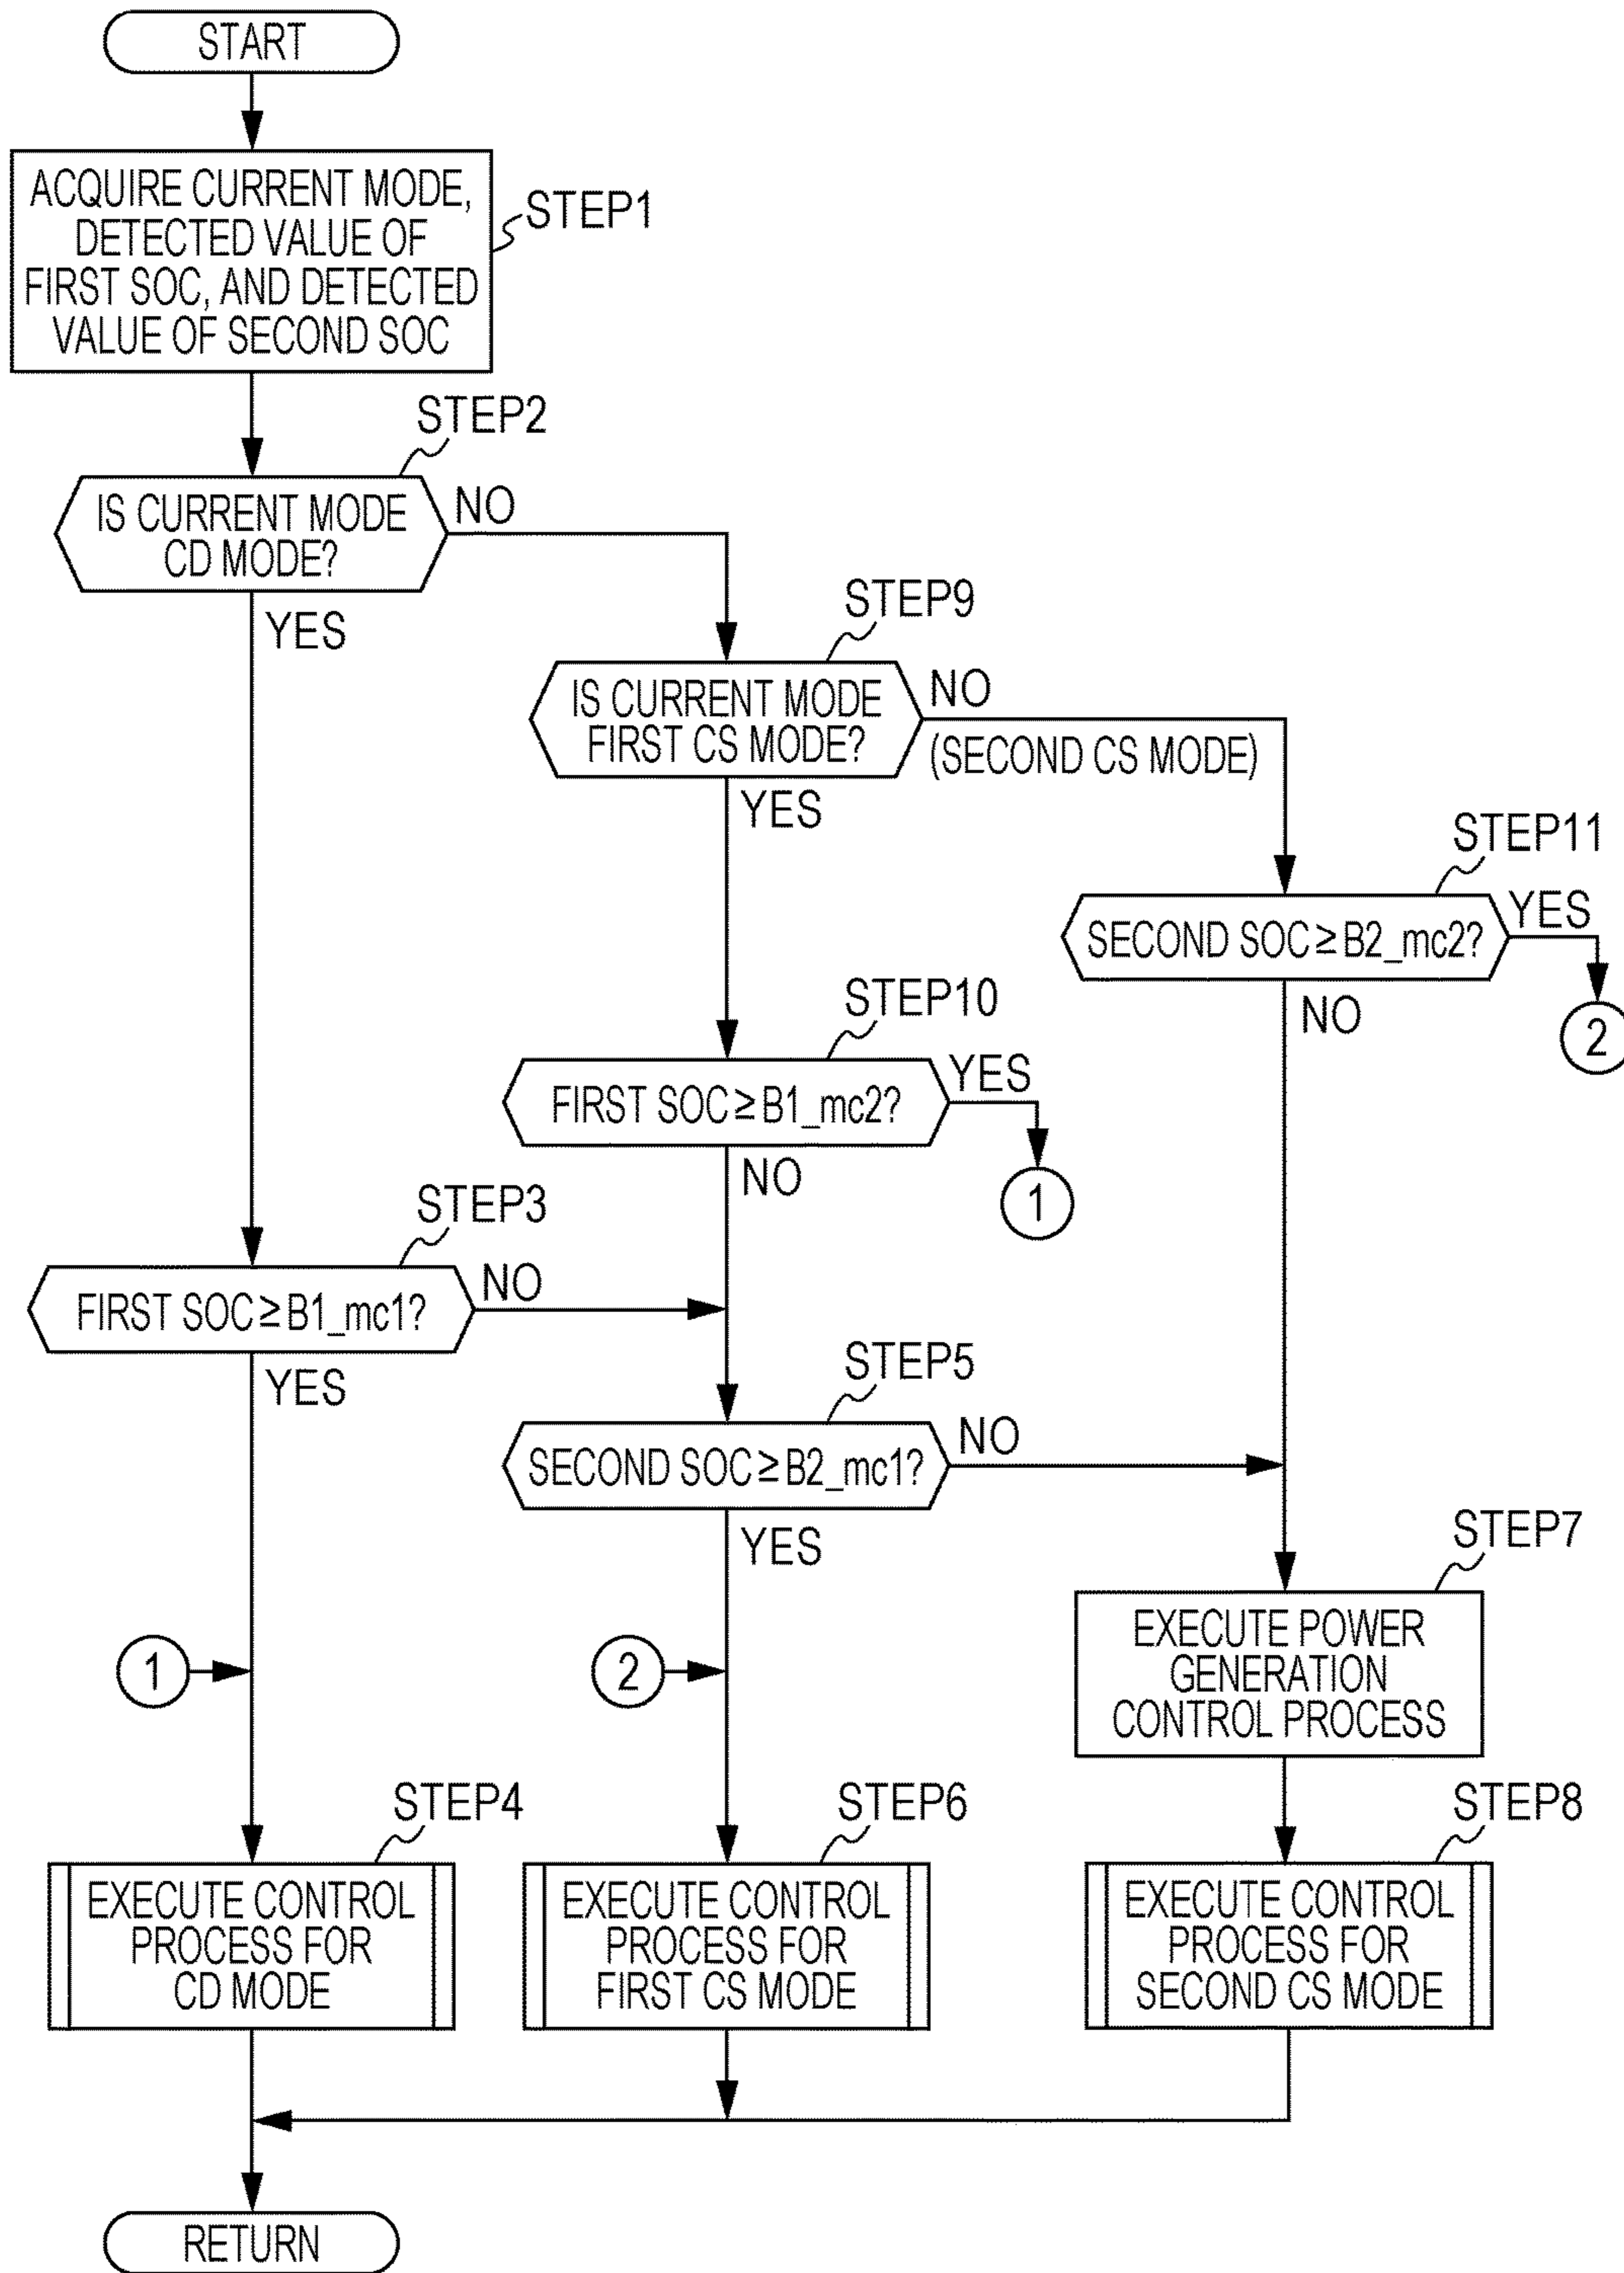 START
ACQUIRE CURRENT MODE,
DETECTED VALUE OF
FIRST SOC, AND DETECTED
VALUE OF SECOND SOC
STEP1
STEP2
IS CURRENT MODE
CD MODE?
NO
YES
STEP9
IS CURRENT MODE
FIRST CS MODE?
NO
(SECOND CS MODE)
YES
STEP11
SECOND SOC ≥ B2_mc2?
YES
2
NO
STEP10
FIRST SOC ≥ B1_mc2?
YES
1
NO
STEP3
FIRST SOC ≥ B1_mc1?
NO
YES
STEP5
SECOND SOC ≥ B2_mc1?
NO
YES
STEP7
EXECUTE POWER
GENERATION
CONTROL PROCESS
1
2
STEP4
EXECUTE CONTROL
PROCESS FOR
CD MODE
STEP6
EXECUTE CONTROL
PROCESS FOR
FIRST CS MODE
STEP8
EXECUTE CONTROL
PROCESS FOR
SECOND CS MODE
RETURN